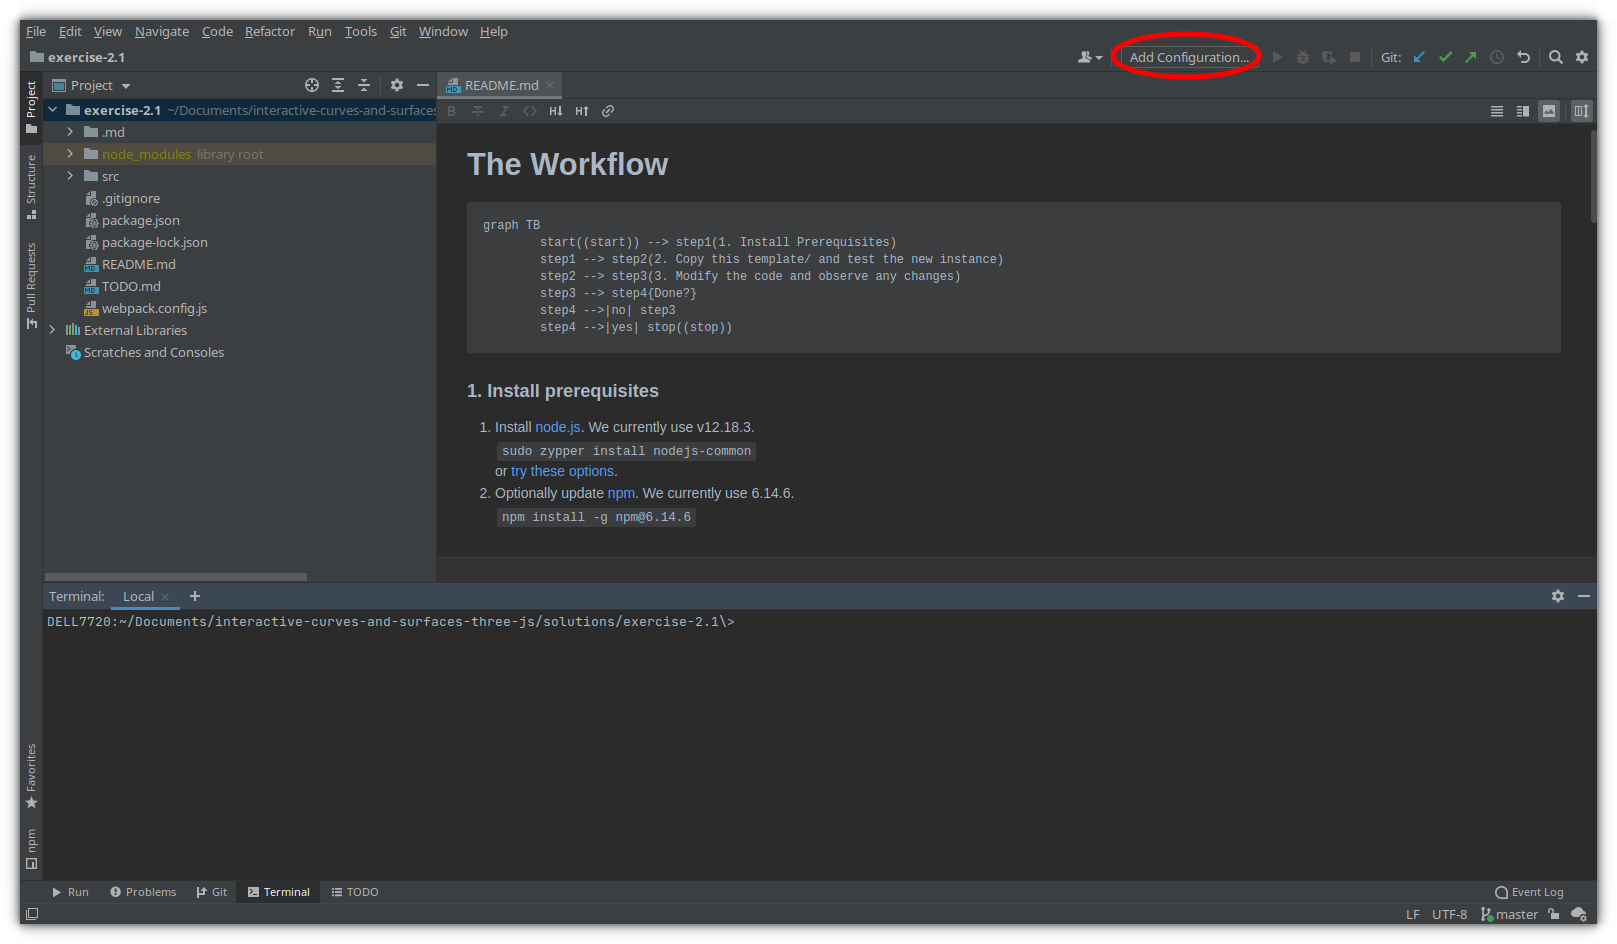 File Edit View Navigate Code Refactor Run Tools Git Window Help
exercise-2.1
Add Configuration...
Git:
Project
README.md
Project
Structure
Pull Requests
Favorites
npm
exercise-2.1 ~/Documents/interactive-curves-and-surfaces
.md
node_modules library root
src
.gitignore
package.json
package-lock.json
README.md
TODO.md
webpack.config.js
External Libraries
Scratches and Consoles
The Workflow
graph TB
start((start)) --> step1(1. Install Prerequisites)
step1 --> step2(2. Copy this template/ and test the new instance)
step2 --> step3(3. Modify the code and observe any changes)
step3 --> step4{Done?}
step4 -->|no| step3
step4 -->|yes| stop((stop))
1. Install prerequisites
1. Install node.js. We currently use v12.18.3.
sudo zypper install nodejs-common
or try these options.
2. Optionally update npm. We currently use 6.14.6.
npm install -g npm@6.14.6
Terminal: Local
DELL7720:~/Documents/interactive-curves-and-surfaces-three-js/solutions/exercise-2.1\>
Run Problems Git Terminal TODO Event Log
LF UTF-8 master